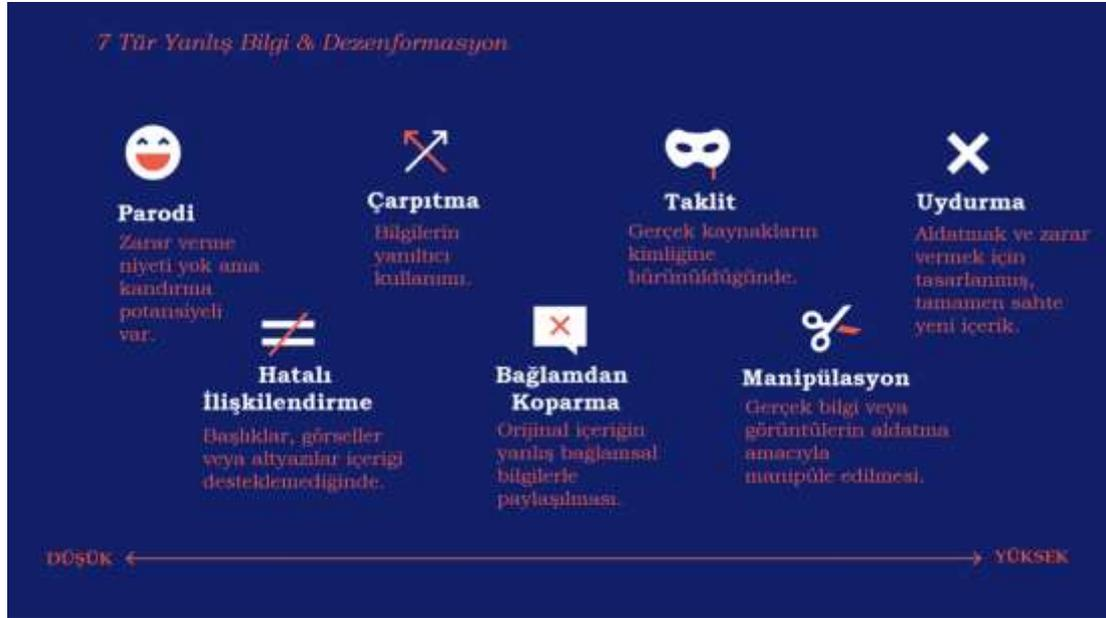 7 Tür Yanlış Bilgi & Dezenformasyon
Parodi
Zarar verme
niyeti yok ama
kandırma
potansiyeli
var.
Çarpıtma
Bilgilerin
yanıltıcı
kullanımı.
Taklit
Gerçek kaynakların
kimliğine
bürünüldüğünde.
Uydurma
Aldatmak ve zarar
vermek için
tasarlanmış,
tamamen sahte
yeni içerik.
Hatalı
İlişkilendirme
Başlıklar, görseller
veya altyazılar içeriği
desteklemediğinde.
Bağlamdan
Koparma
Orijinal içeriğin
yanlış bağlamsal
bilgilerle
paylaşılması.
Manipülasyon
Gerçek bilgi veya
görüntülerin aldatma
amacıyla
manipüle edilmesi.
DÜŞÜK
YÜKSEK